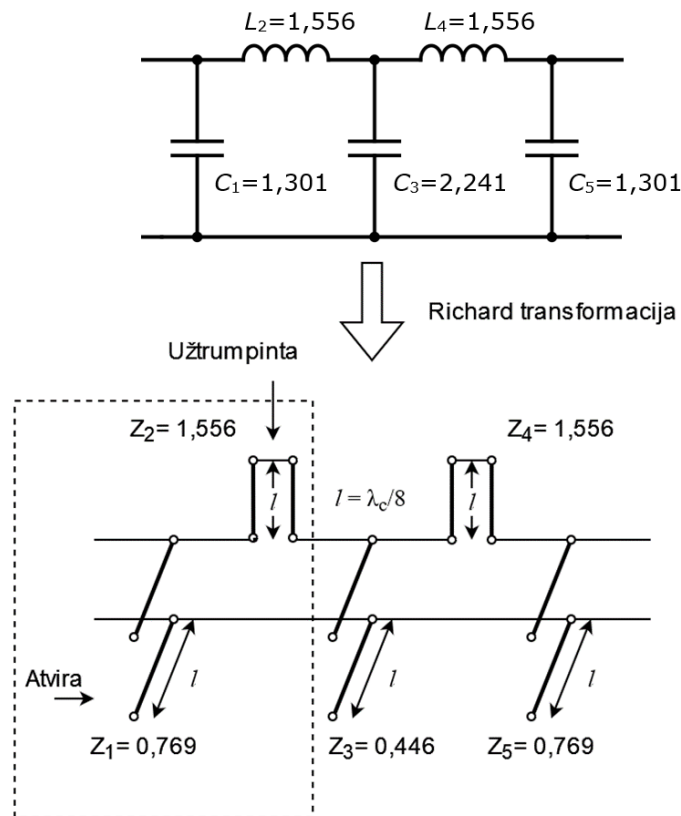 L₂=1,556 L₄=1,556
C₁=1,301 C₃=2,241 C₅=1,301
Richard transformacija
Užtrumpinta
Z₂= 1,556 Z₄= 1,556
l l = λc/8 l
Atvira l l l
Z₁= 0,769 Z₃= 0,446 Z₅= 0,769